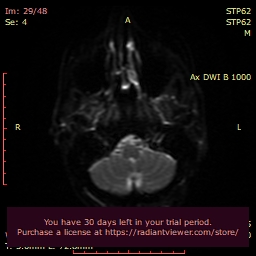 Im: 29/48
Se: 4
A
STP62
STP62
M
Ax DWI B 1000
R
L
You have 30 days left in your trial period.
Purchase a license at https://radiantviewer.com/store/